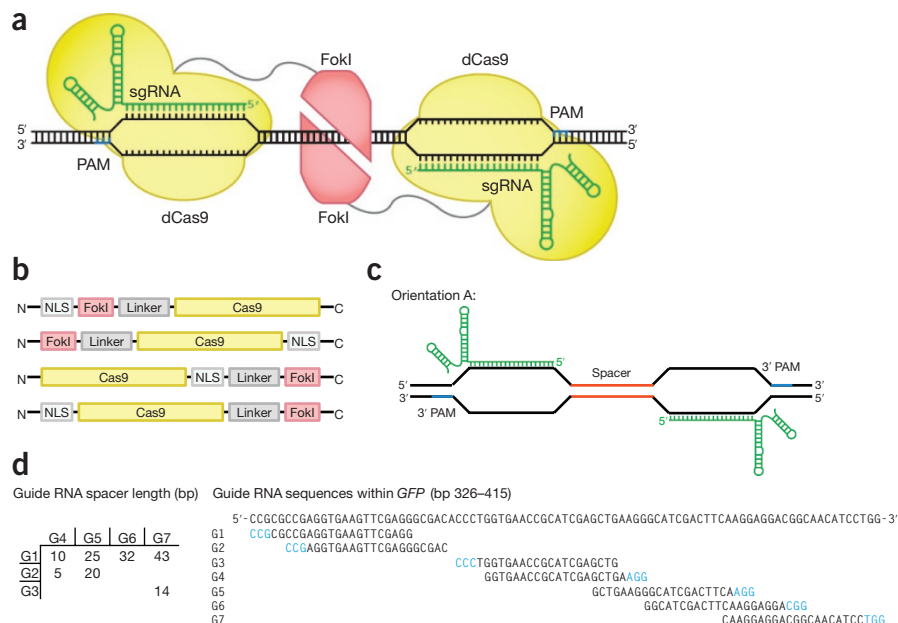 a
FokI
dCas9
sgRNA
5′
PAM
5′
3′
3′
5′
PAM
5′
sgRNA
dCas9
FokI
b
N NLS FokI Linker Cas9 C
N FokI Linker Cas9 NLS C
N Cas9 NLS Linker FokI C
N NLS Cas9 Linker FokI C
c
Orientation A:
5′
Spacer
3′ PAM
5′
3′
3′
5′
3′ PAM
d
Guide RNA spacer length (bp)
G4 G5 G6 G7
G1 10 25 32 43
G2 5 20
G3 14
Guide RNA sequences within GFP (bp 326–415)
5′-CCGCGCCGAGGTGAAGTTCGAGGGCGACACCCTGGTGAACCGCATCGAGCTGAAGGGCATCGACTTCAAGGAGGACGGCAACATCCTGG-3′
G1 CCGCGCCGAGGTGAAGTTCGAGG
G2 CCGAGGTGAAGTTCGAGGGCGAC
G3 CCCTGGTGAACCGCATCGAGCTG
G4 GGTGAACCGCATCGAGCTGAAGG
G5 GCTGAAGGGCATCGACTTCAAGG
G6 GGCATCGACTTCAAGGAGGACGG
G7 CAAGGAGGACGGCAACATCCTGG